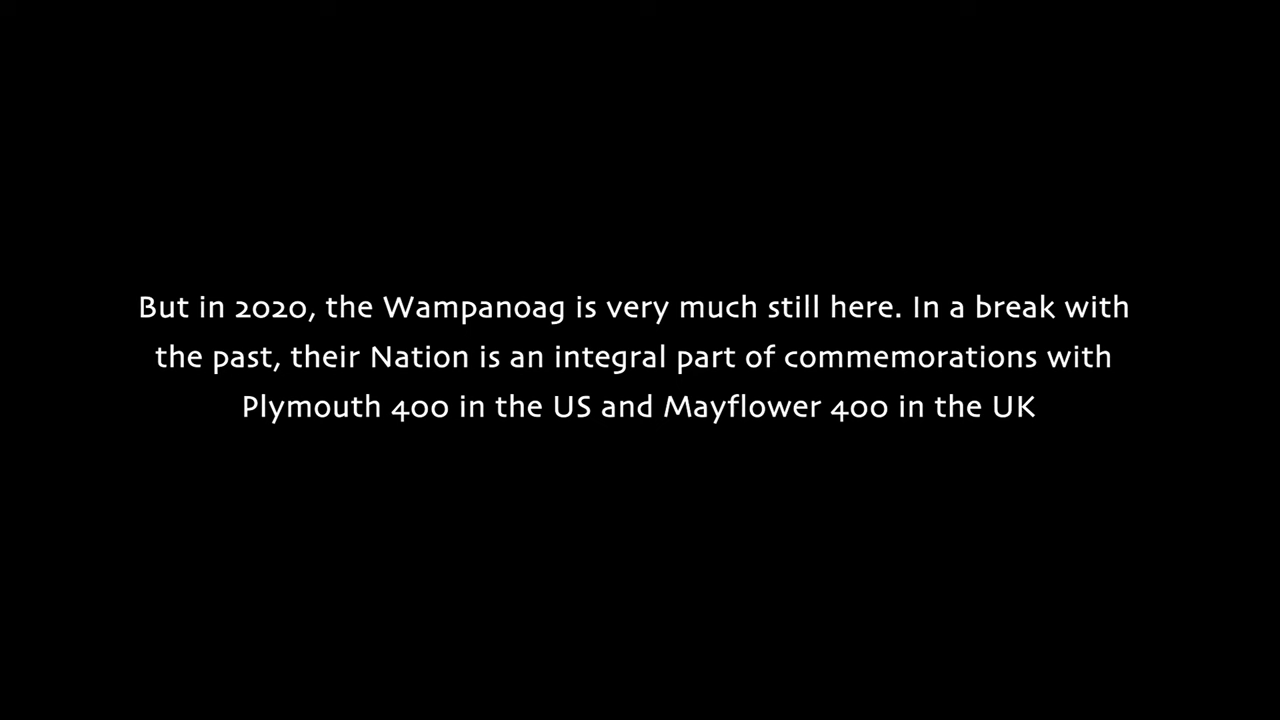 But in 2020, the Wampanoag is very much still here. In a break with
the past, their Nation is an integral part of commemorations with
Plymouth 400 in the US and Mayflower 400 in the UK